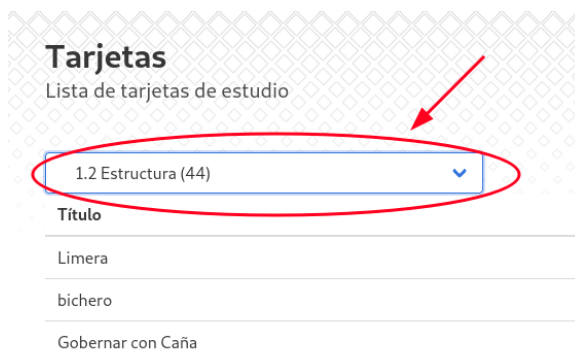 Tarjetas
Lista de tarjetas de estudio
1.2 Estructura (44)
Título
Limera
bichero
Gobernar con Caña